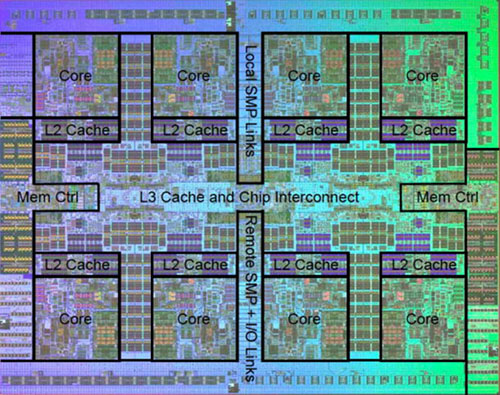 Core
Core
Local SMP Links
Core
Core
L2 Cache
L2 Cache
L2 Cache
L2 Cache
Mem Ctrl
L3 Cache and Chip Interconnect
Mem Ctrl
L2 Cache
L2 Cache
Remote SMP + I/O Links
L2 Cache
L2 Cache
Core
Core
Core
Core